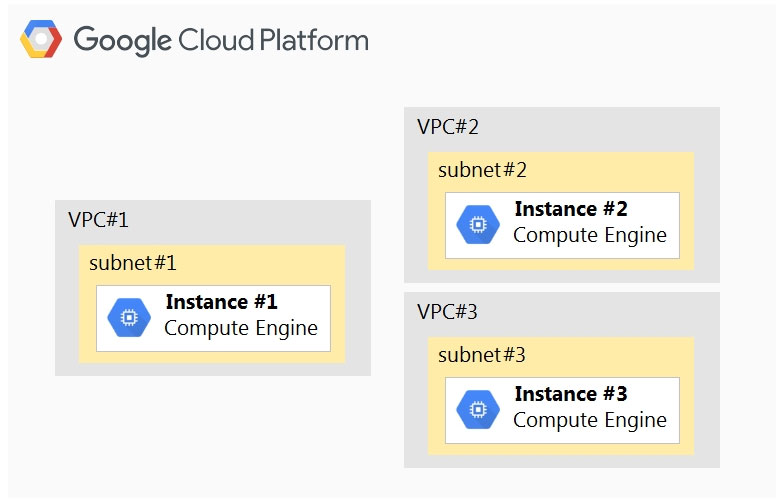 Google Cloud Platform
VPC#1
subnet#1
Instance #1
Compute Engine
VPC#2
subnet#2
Instance #2
Compute Engine
VPC#3
subnet#3
Instance #3
Compute Engine